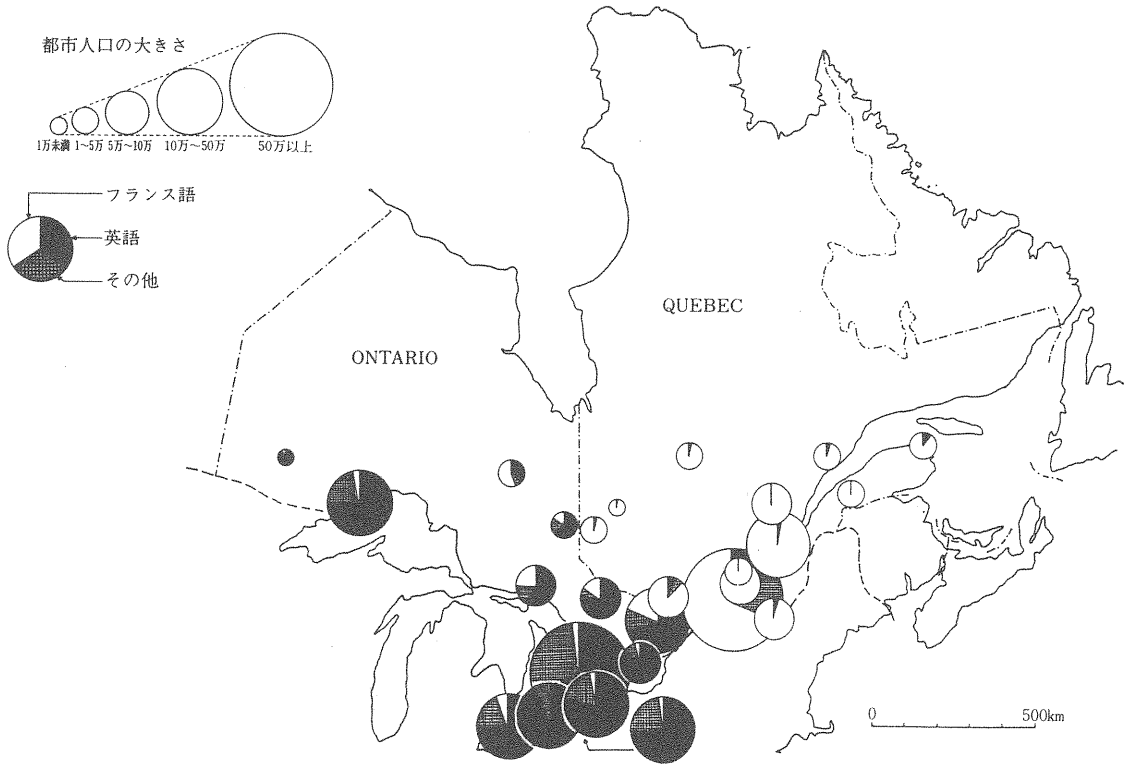 都市人口の大きさ
1万未満 1～5万 5万～10万 10万～50万 50万以上
フランス語
英語
その他
QUEBEC
ONTARIO
0 500km